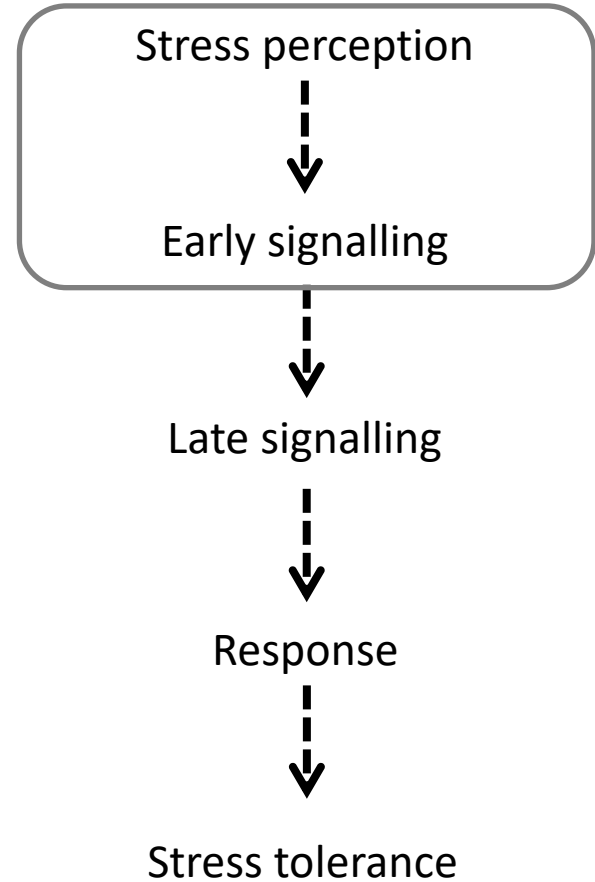 Stress perception
Early signalling
Late signalling
Response
Stress tolerance